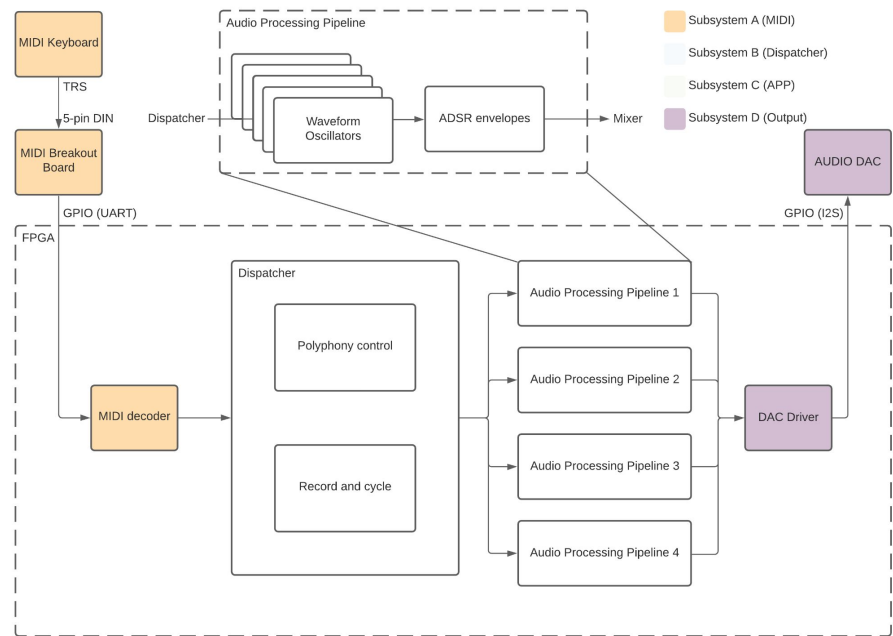 MIDI Keyboard
TRS
5-pin DIN
MIDI Breakout
Board
GPIO (UART)
Audio Processing Pipeline
Dispatcher
Waveform
Oscillators
ADSR envelopes
Mixer
Subsystem A (MIDI)
Subsystem B (Dispatcher)
Subsystem C (APP)
Subsystem D (Output)
AUDIO DAC
GPIO (I2S)
FPGA
MIDI decoder
Dispatcher
Polyphony control
Record and cycle
Audio Processing Pipeline 1
Audio Processing Pipeline 2
Audio Processing Pipeline 3
Audio Processing Pipeline 4
DAC Driver